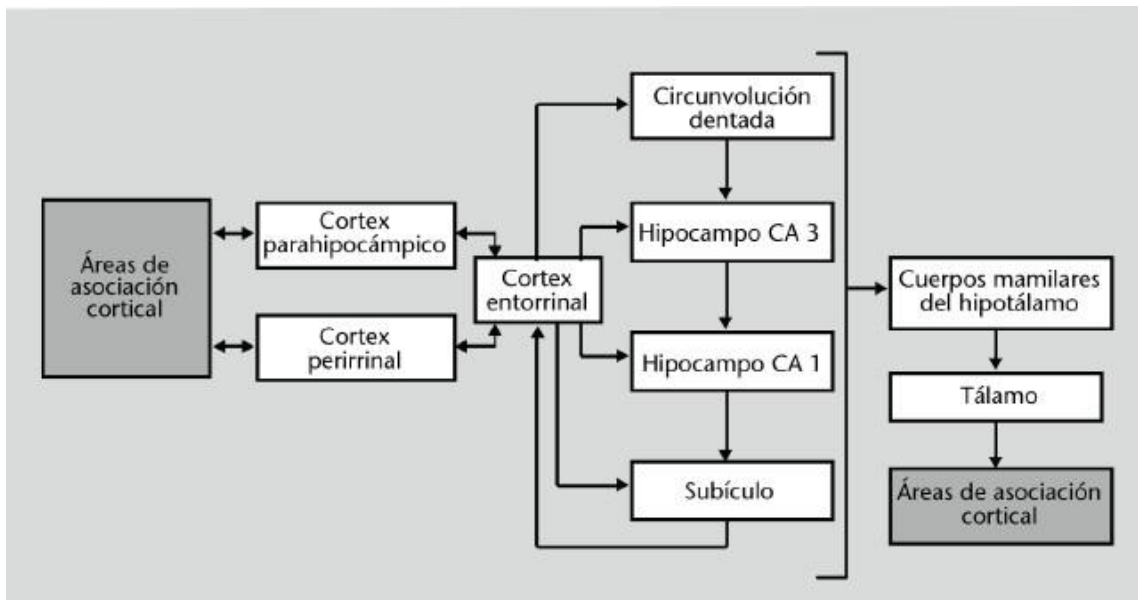 Áreas de
asociación
cortical
Cortex
parahipocámpico
Cortex
perirrinal
Cortex
entorrinal
Circunvolución
dentada
Hipocampo CA 3
Hipocampo CA 1
Subículo
Cuerpos mamilares
del hipotálamo
Tálamo
Áreas de asociación
cortical